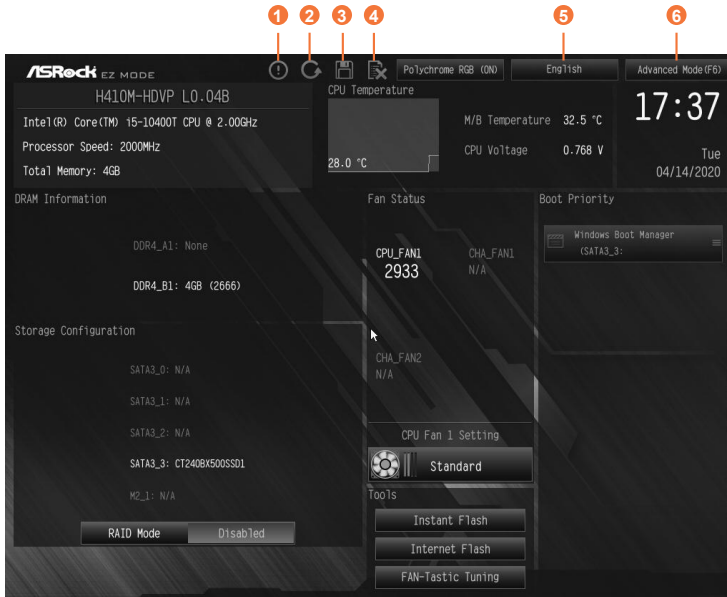 1 2 3 4 5 6
ASRock EZ MODE
Polychrome RGB (ON)
English
Advanced Mode(F6)
H410M-HDVP L0.04B
Intel(R) Core(TM) i5-10400T CPU @ 2.00GHz
Processor Speed: 2000MHz
Total Memory: 4GB
CPU Temperature
28.0 °C
M/B Temperature 32.5 °C
CPU Voltage 0.768 V
17:37
Tue
04/14/2020
DRAM Information
DDR4_A1: None
DDR4_B1: 4GB (2666)
Storage Configuration
SATA3_0: N/A
SATA3_1: N/A
SATA3_2: N/A
SATA3_3: CT240BX500SSD1
M2_1: N/A
RAID Mode Disabled
Fan Status
CPU_FAN1
2933
CHA_FAN1
N/A
CHA_FAN2
N/A
CPU Fan 1 Setting
Standard
Tools
Instant Flash
Internet Flash
FAN-Tastic Tuning
Boot Priority
Windows Boot Manager
(SATA3_3: